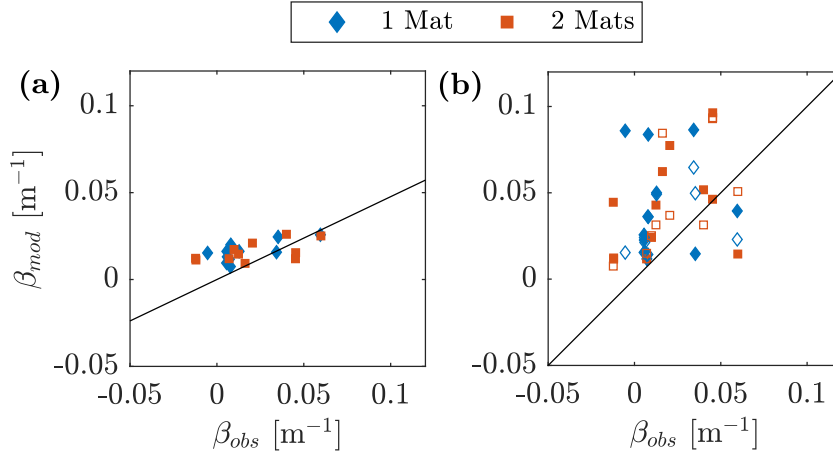 1 Mat 2 Mats
(a) (b)
0.1 0.1
0.05 0.05
0 0
-0.05 -0.05
-0.05 0 0.05 0.1 -0.05 0 0.05 0.1
β_mod [m⁻¹]
β_obs [m⁻¹] β_obs [m⁻¹]